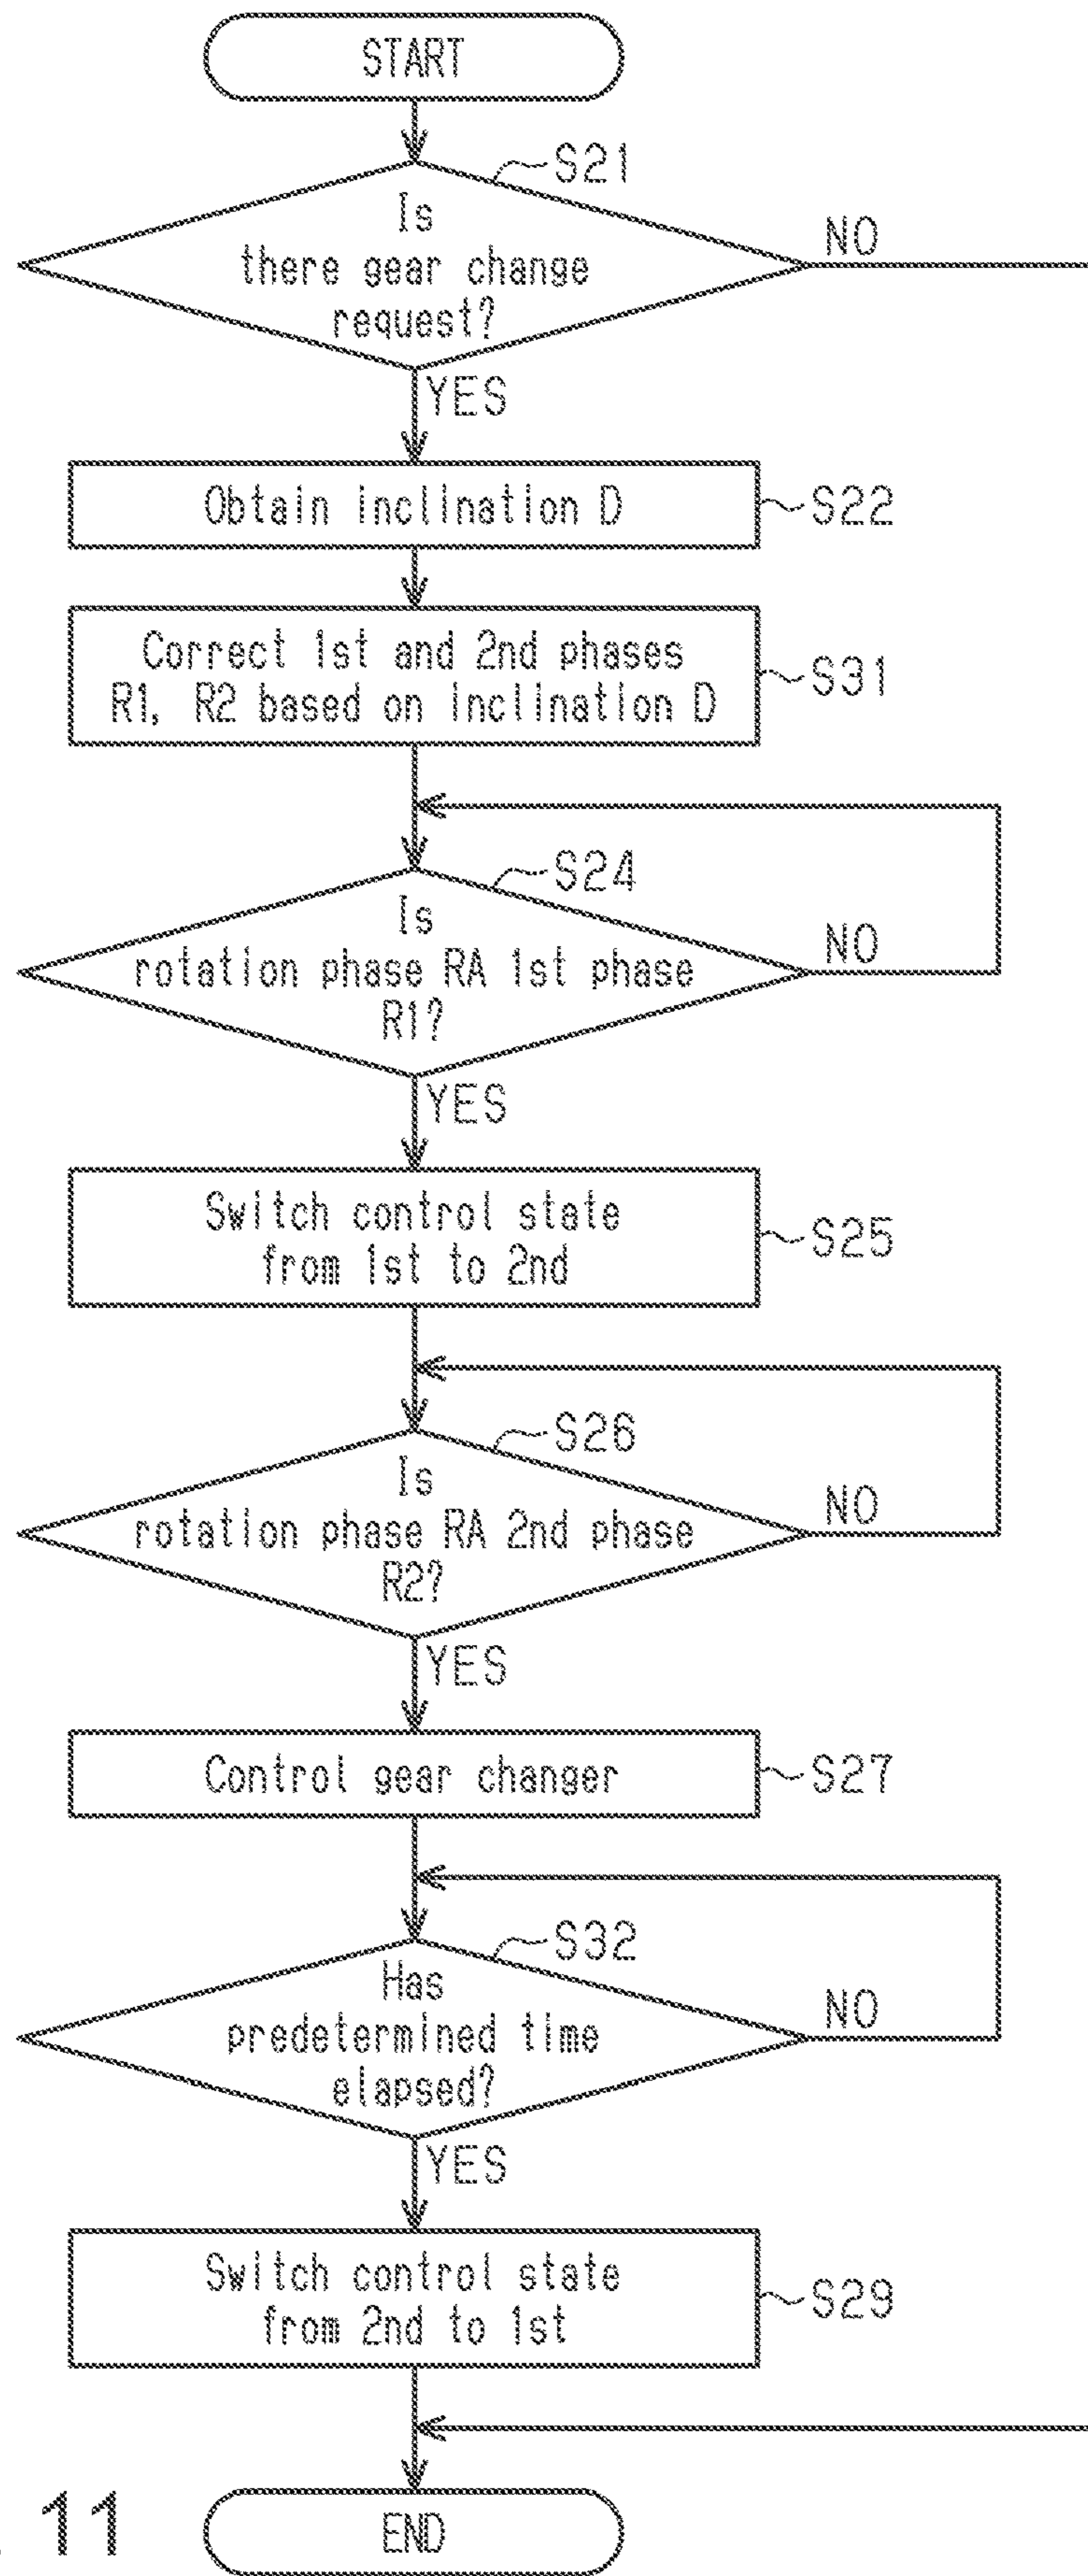 START
S21
Is
there gear change
request?
NO
YES
Obtain inclination D
S22
Correct 1st and 2nd phases
R1, R2 based on inclination D
S31
S24
Is
rotation phase RA 1st phase
R1?
NO
YES
Switch control state
from 1st to 2nd
S25
S26
Is
rotation phase RA 2nd phase
R2?
NO
YES
Control gear changer
S27
S32
Has
predetermined time
elapsed?
NO
YES
Switch control state
from 2nd to 1st
S29
11
END